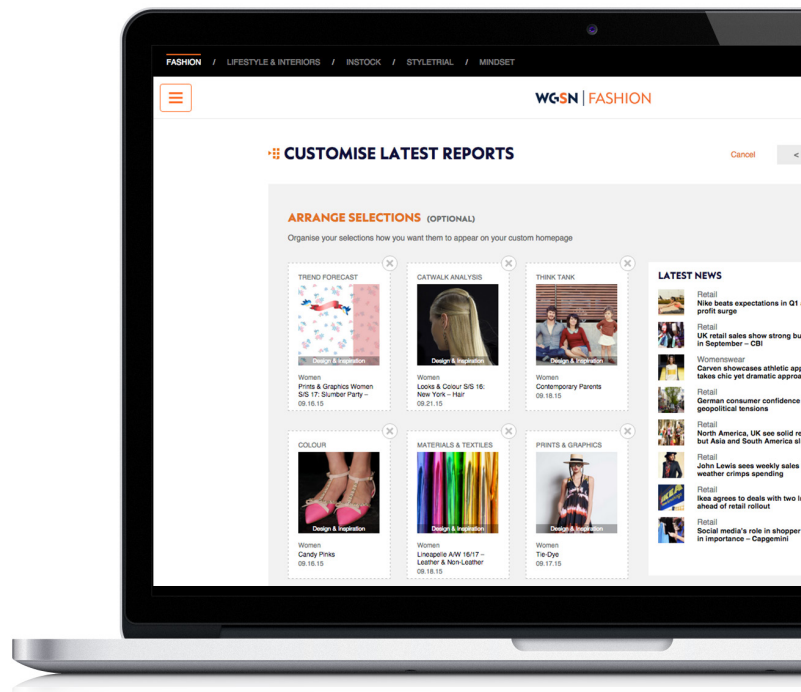 FASHION / LIFESTYLE & INTERIORS / INSTOCK / STYLETRIAL / MINDSET
WGSN | FASHION
CUSTOMISE LATEST REPORTS
Cancel
<
ARRANGE SELECTIONS (OPTIONAL)
Organise your selections how you want them to appear on your custom homepage
TREND FORECAST
Design & Inspiration
Women
Prints & Graphics Women
S/S 17: Slumber Party –
09.16.15
CATWALK ANALYSIS
Design & Inspiration
Women
Looks & Colour S/S 16:
New York – Hair
09.21.15
THINK TANK
Design & Inspiration
Women
Contemporary Parents
09.18.15
COLOUR
Design & Inspiration
Women
Candy Pinks
09.16.15
MATERIALS & TEXTILES
Design & Inspiration
Women
Lineapelle A/W 16/17 –
Leather & Non-Leather
09.18.15
PRINTS & GRAPHICS
Design & Inspiration
Women
Tie-Dye
09.17.15
LATEST NEWS
Retail
Nike beats expectations in Q1
profit surge
Retail
UK retail sales show strong bu
in September – CBI
Womenswear
Carven showcases athletic app
takes chic yet dramatic approa
Retail
German consumer confidence
geopolitical tensions
Retail
North America, UK see solid re
but Asia and South America sl
Retail
John Lewis sees weekly sales
weather crimps spending
IKEA
Retail
Ikea agrees to deals with two
ahead of retail rollout
Retail
Social media's role in shopper
in importance – Capgemini